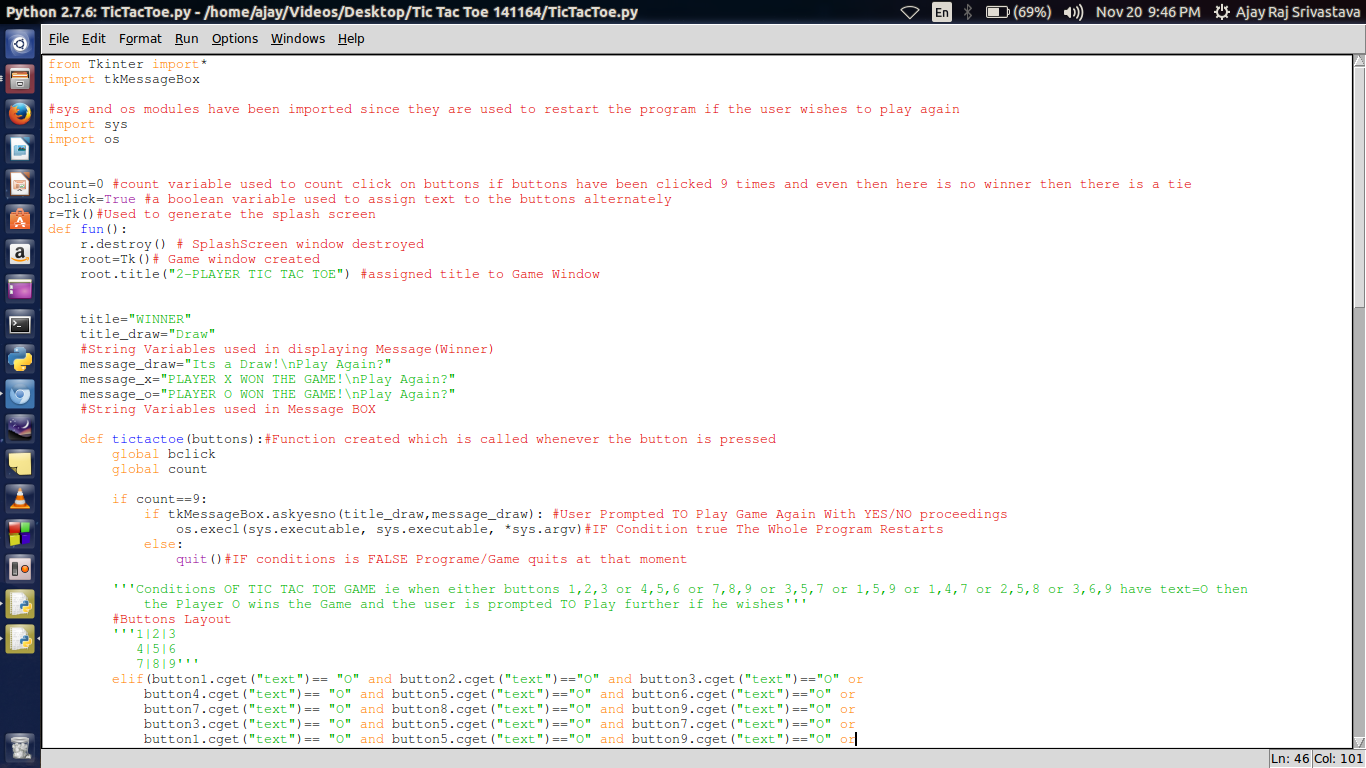 Python 2.7.6: TicTacToe.py - /home/ajay/Videos/Desktop/Tic Tac Toe 141164/TicTacToe.py
En (69%) Nov 20 9:46 PM Ajay Raj Srivastava
File Edit Format Run Options Windows Help
from Tkinter import*
import tkMessageBox
#sys and os modules have been imported since they are used to restart the program if the user wishes to play again
import sys
import os
count=0 #count variable used to count click on buttons if buttons have been clicked 9 times and even then here is no winner then there is a tie
bclick=True #a boolean variable used to assign text to the buttons alternately
r=Tk()#Used to generate the splash screen
def fun():
    r.destroy() # SplashScreen window destroyed
    root=Tk()# Game window created
    root.title("2-PLAYER TIC TAC TOE") #assigned title to Game Window
    title="WINNER"
    title_draw="Draw"
    #String Variables used in displaying Message(Winner)
    message_draw="Its a Draw!\nPlay Again?"
    message_x="PLAYER X WON THE GAME!\nPlay Again?"
    message_o="PLAYER O WON THE GAME!\nPlay Again?"
    #String Variables used in Message BOX
    def tictactoe(buttons):#Function created which is called whenever the button is pressed
        global bclick
        global count
        if count==9:
            if tkMessageBox.askyesno(title_draw,message_draw): #User Prompted TO Play Game Again With YES/NO proceedings
                os.execl(sys.executable, sys.executable, *sys.argv)#IF Condition true The Whole Program Restarts
            else:
                quit()#IF conditions is FALSE Programe/Game quits at that moment
        '''Conditions OF TIC TAC TOE GAME ie when either buttons 1,2,3 or 4,5,6 or 7,8,9 or 3,5,7 or 1,5,9 or 1,4,7 or 2,5,8 or 3,6,9 have text=O then
            the Player O wins the Game and the user is prompted TO Play further if he wishes'''
        #Buttons Layout
        '''1|2|3
           4|5|6
           7|8|9'''
        elif(button1.cget("text")== "O" and button2.cget("text")=="O" and button3.cget("text")=="O" or
            button4.cget("text")== "O" and button5.cget("text")=="O" and button6.cget("text")=="O" or
            button7.cget("text")== "O" and button8.cget("text")=="O" and button9.cget("text")=="O" or
            button3.cget("text")== "O" and button5.cget("text")=="O" and button7.cget("text")=="O" or
            button1.cget("text")== "O" and button5.cget("text")=="O" and button9.cget("text")=="O" or
Ln: 46 Col: 101